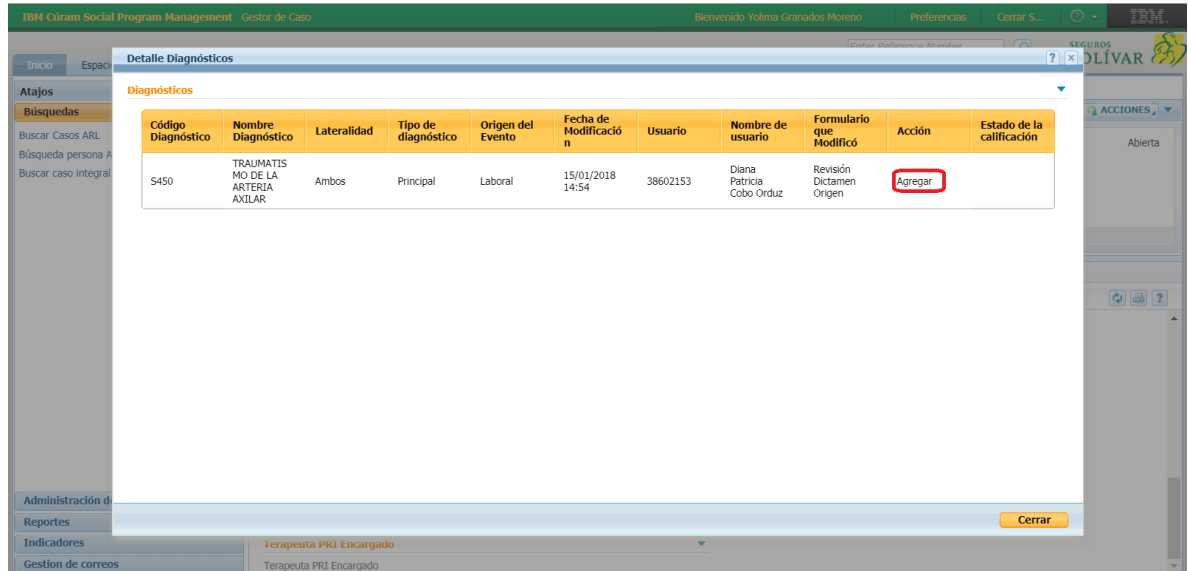 IBM Cúram Social Program Management Gestor de Caso Bienvenido Yolima Granados Moreno Preferencias Cerrar S... IBM.
Enter Reference Number
SEGUROS
OLÍVAR
Inicio Espaci
Detalle Diagnósticos
Atajos
Búsquedas
Buscar Casos ARL
Búsqueda persona A
Buscar caso integral
ACCIONES
Abierta
Diagnósticos
Código Diagnóstico Nombre Diagnóstico Lateralidad Tipo de diagnóstico Origen del Evento Fecha de Modificación Usuario Nombre de usuario Formulario que Modificó Acción Estado de la calificación
S450 TRAUMATISMO DE LA ARTERIA AXILAR Ambos Principal Laboral 15/01/2018 14:54 38602153 Diana Patricia Cobo Orduz Revisión Dictamen Origen Agregar
Cerrar
Administración de
Reportes
Indicadores
Gestion de correos
Terapeuta PRI Encargado
Terapeuta PRI Encargado